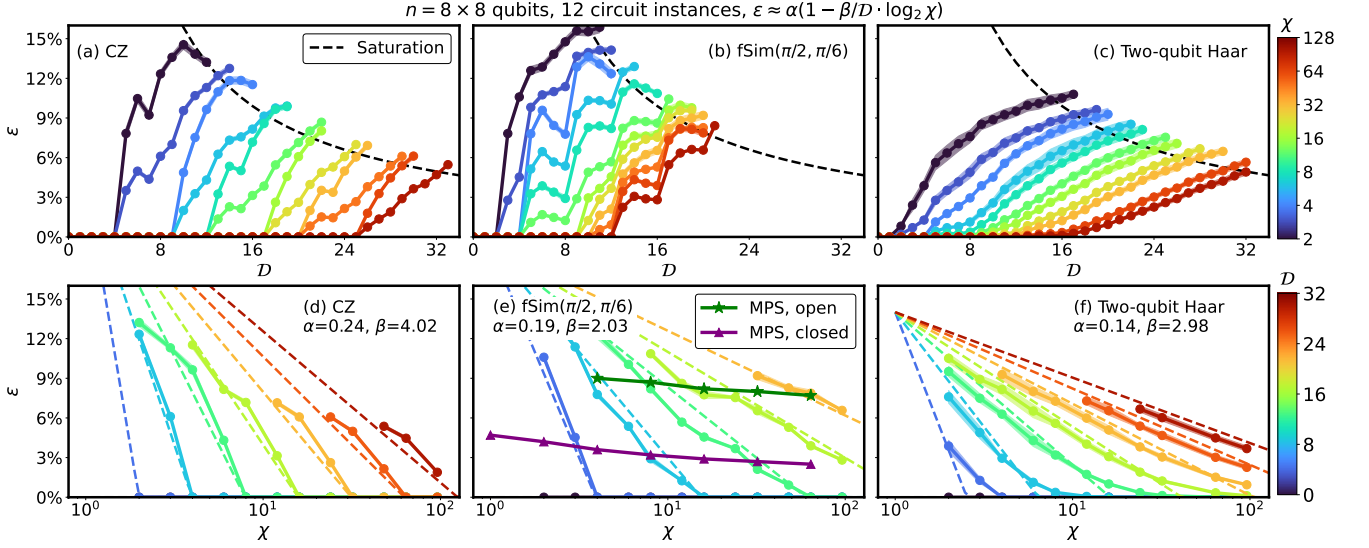 n = 8 × 8 qubits, 12 circuit instances, ε ≈ α(1 − β/𝒟 · log₂ χ)
(a) CZ
Saturation
(b) fSim(π/2, π/6)
(c) Two-qubit Haar
χ
15%
12%
9%
6%
3%
0%
ε
0 8 16 24 32
𝒟
0 8 16 24 32
𝒟
0 8 16 24 32
𝒟
128
64
32
16
8
4
2
(d) CZ
α=0.24, β=4.02
(e) fSim(π/2, π/6)
α=0.19, β=2.03
MPS, open
MPS, closed
(f) Two-qubit Haar
α=0.14, β=2.98
𝒟
15%
12%
9%
6%
3%
0%
ε
10⁰ 10¹ 10²
χ
10⁰ 10¹ 10²
χ
10⁰ 10¹ 10²
χ
32
24
16
8
0